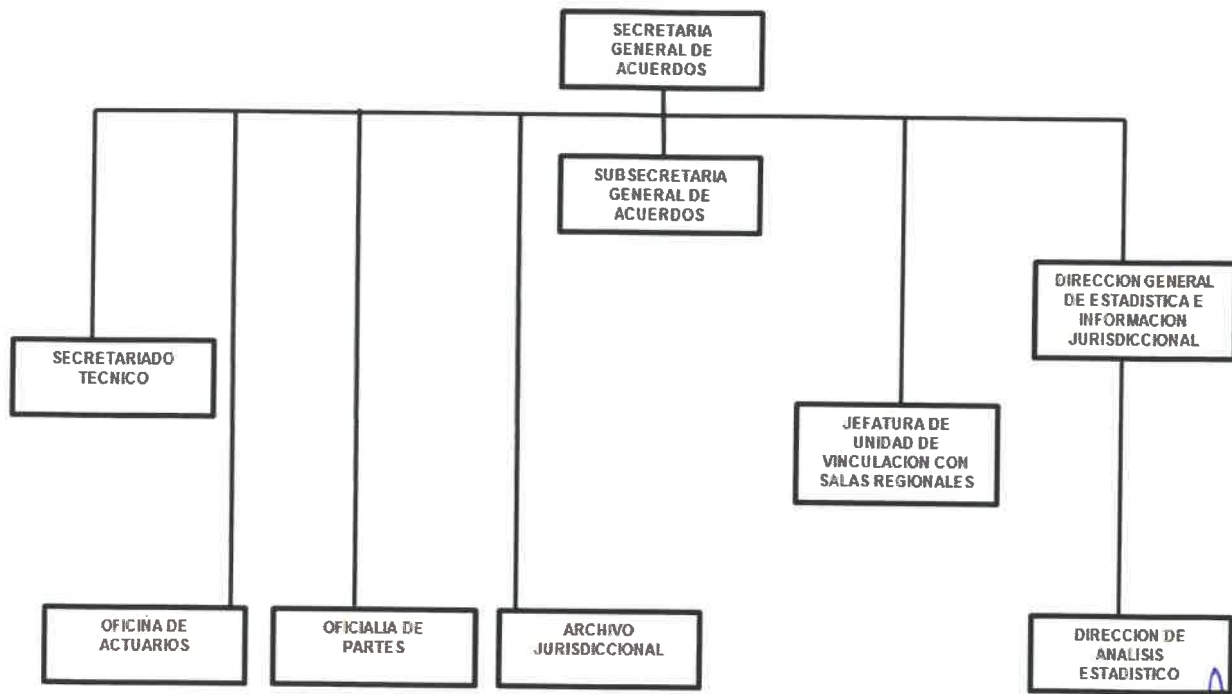 SECRETARIA
GENERAL DE
ACUERDOS
SUBSECRETARIA
GENERAL DE
ACUERDOS
DIRECCION GENERAL
DE ESTADISTICA E
INFORMACION
JURISDICCIONAL
SECRETARIADO
TECNICO
JEFATURA DE
UNIDAD DE
VINCULACION CON
SALAS REGIONALES
OFICINA DE
ACTUARIOS
OFICIALIA DE
PARTES
ARCHIVO
JURISDICCIONAL
DIRECCION DE
ANALISIS
ESTADISTICO